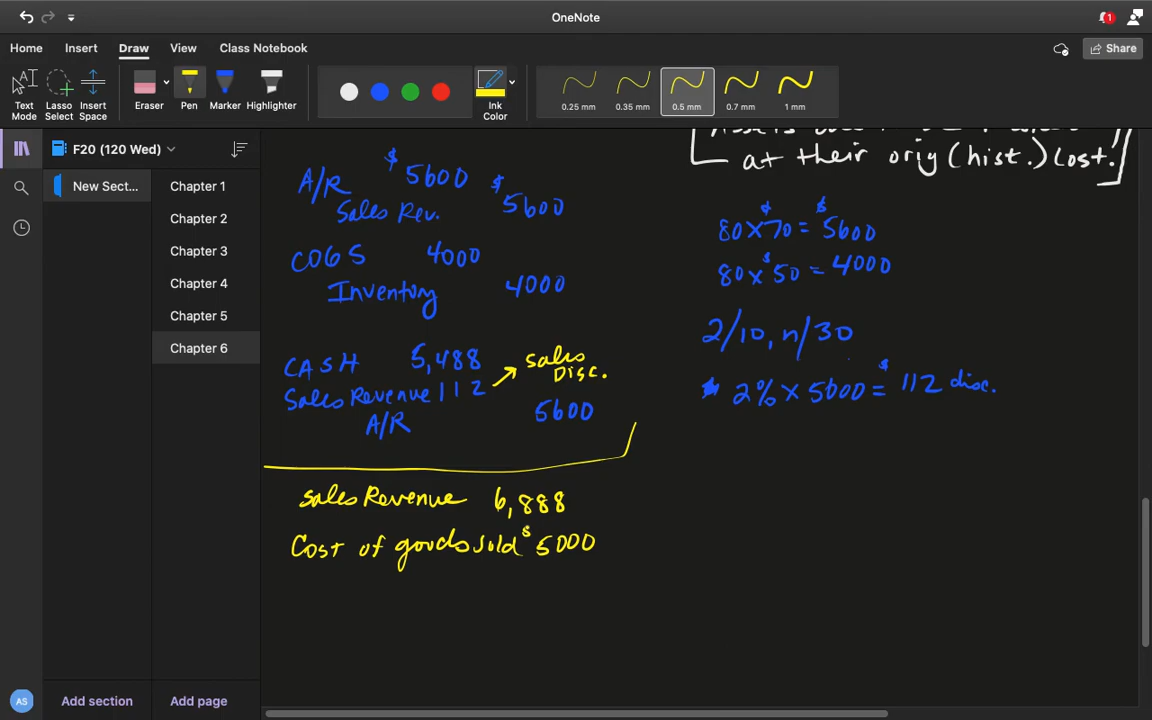 OneNote
1
Home Insert Draw View Class Notebook
Share
Text Mode
Lasso Select
Insert Space
Eraser
Pen
Marker
Highlighter
Ink Color
0.25 mm
0.35 mm
0.5 mm
0.7 mm
1 mm
F20 (120 Wed)
New Sect...
Chapter 1
Chapter 2
Chapter 3
Chapter 4
Chapter 5
Chapter 6
AS
Add section
Add page
A/R $5600
Sales Rev. $5600
COGS 4000
Inventory 4000
CASH 5,488
Sales Revenue 112 → Sales Disc.
A/R 5600
Sales Revenue 6,888
Cost of goods sold $5000
at their orig (hist.) Cost.]
80 x $70 = $5600
80 x $50 = 4000
2/10, n/30
2% x 5600 = $112 disc.